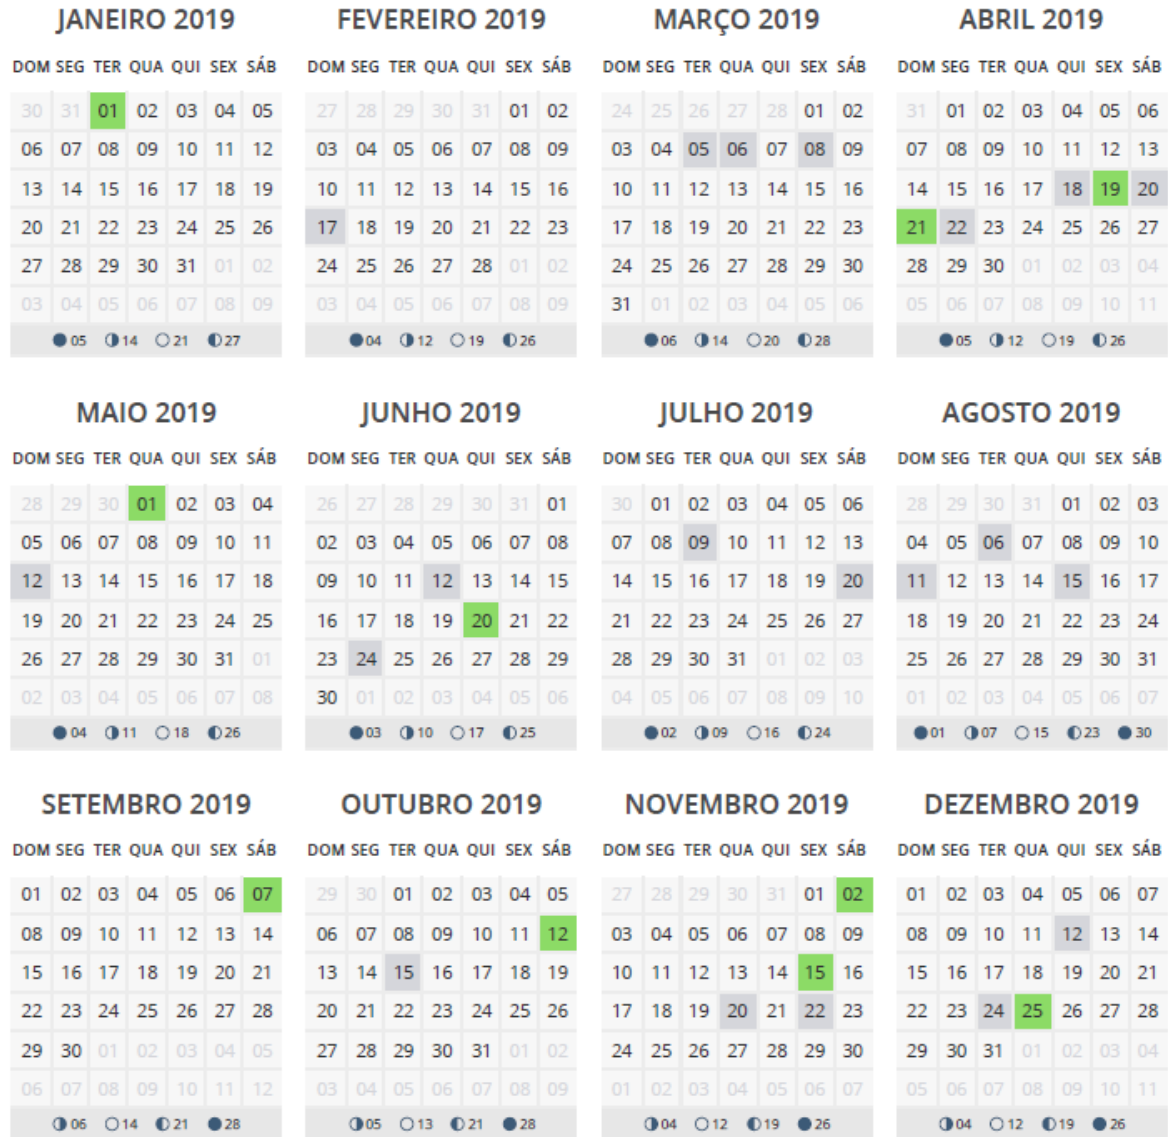 JANEIRO 2019 FEVEREIRO 2019 MARÇO 2019 ABRIL 2019
DOM SEG TER QUA QUI SEX SÁB DOM SEG TER QUA QUI SEX SÁB DOM SEG TER QUA QUI SEX SÁB DOM SEG TER QUA QUI SEX SÁB
30 31 01 02 03 04 05 27 28 29 30 31 01 02 24 25 26 27 28 01 02 31 01 02 03 04 05 06
06 07 08 09 10 11 12 03 04 05 06 07 08 09 03 04 05 06 07 08 09 07 08 09 10 11 12 13
13 14 15 16 17 18 19 10 11 12 13 14 15 16 10 11 12 13 14 15 16 14 15 16 17 18 19 20
20 21 22 23 24 25 26 17 18 19 20 21 22 23 17 18 19 20 21 22 23 21 22 23 24 25 26 27
27 28 29 30 31 01 02 24 25 26 27 28 01 02 24 25 26 27 28 29 30 28 29 30 01 02 03 04
03 04 05 06 07 08 09 03 04 05 06 07 08 09 31 01 02 03 04 05 06 05 06 07 08 09 10 11
05 14 21 27 04 12 19 26 06 14 20 28 05 12 19 26
MAIO 2019 JUNHO 2019 JULHO 2019 AGOSTO 2019
DOM SEG TER QUA QUI SEX SÁB DOM SEG TER QUA QUI SEX SÁB DOM SEG TER QUA QUI SEX SÁB DOM SEG TER QUA QUI SEX SÁB
28 29 30 01 02 03 04 26 27 28 29 30 31 01 30 01 02 03 04 05 06 28 29 30 31 01 02 03
05 06 07 08 09 10 11 02 03 04 05 06 07 08 07 08 09 10 11 12 13 04 05 06 07 08 09 10
12 13 14 15 16 17 18 09 10 11 12 13 14 15 14 15 16 17 18 19 20 11 12 13 14 15 16 17
19 20 21 22 23 24 25 16 17 18 19 20 21 22 21 22 23 24 25 26 27 18 19 20 21 22 23 24
26 27 28 29 30 31 01 23 24 25 26 27 28 29 28 29 30 31 01 02 03 25 26 27 28 29 30 31
02 03 04 05 06 07 08 30 01 02 03 04 05 06 04 05 06 07 08 09 10 01 02 03 04 05 06 07
04 11 18 26 03 10 17 25 02 09 16 24 01 07 15 23 30
SETEMBRO 2019 OUTUBRO 2019 NOVEMBRO 2019 DEZEMBRO 2019
DOM SEG TER QUA QUI SEX SÁB DOM SEG TER QUA QUI SEX SÁB DOM SEG TER QUA QUI SEX SÁB DOM SEG TER QUA QUI SEX SÁB
01 02 03 04 05 06 07 29 30 01 02 03 04 05 27 28 29 30 31 01 02 01 02 03 04 05 06 07
08 09 10 11 12 13 14 06 07 08 09 10 11 12 03 04 05 06 07 08 09 08 09 10 11 12 13 14
15 16 17 18 19 20 21 13 14 15 16 17 18 19 10 11 12 13 14 15 16 15 16 17 18 19 20 21
22 23 24 25 26 27 28 20 21 22 23 24 25 26 17 18 19 20 21 22 23 22 23 24 25 26 27 28
29 30 01 02 03 04 05 27 28 29 30 31 01 02 24 25 26 27 28 29 30 29 30 31 01 02 03 04
06 07 08 09 10 11 12 03 04 05 06 07 08 09 01 02 03 04 05 06 07 05 06 07 08 09 10 11
06 14 21 28 05 13 21 28 04 12 19 26 04 12 19 26